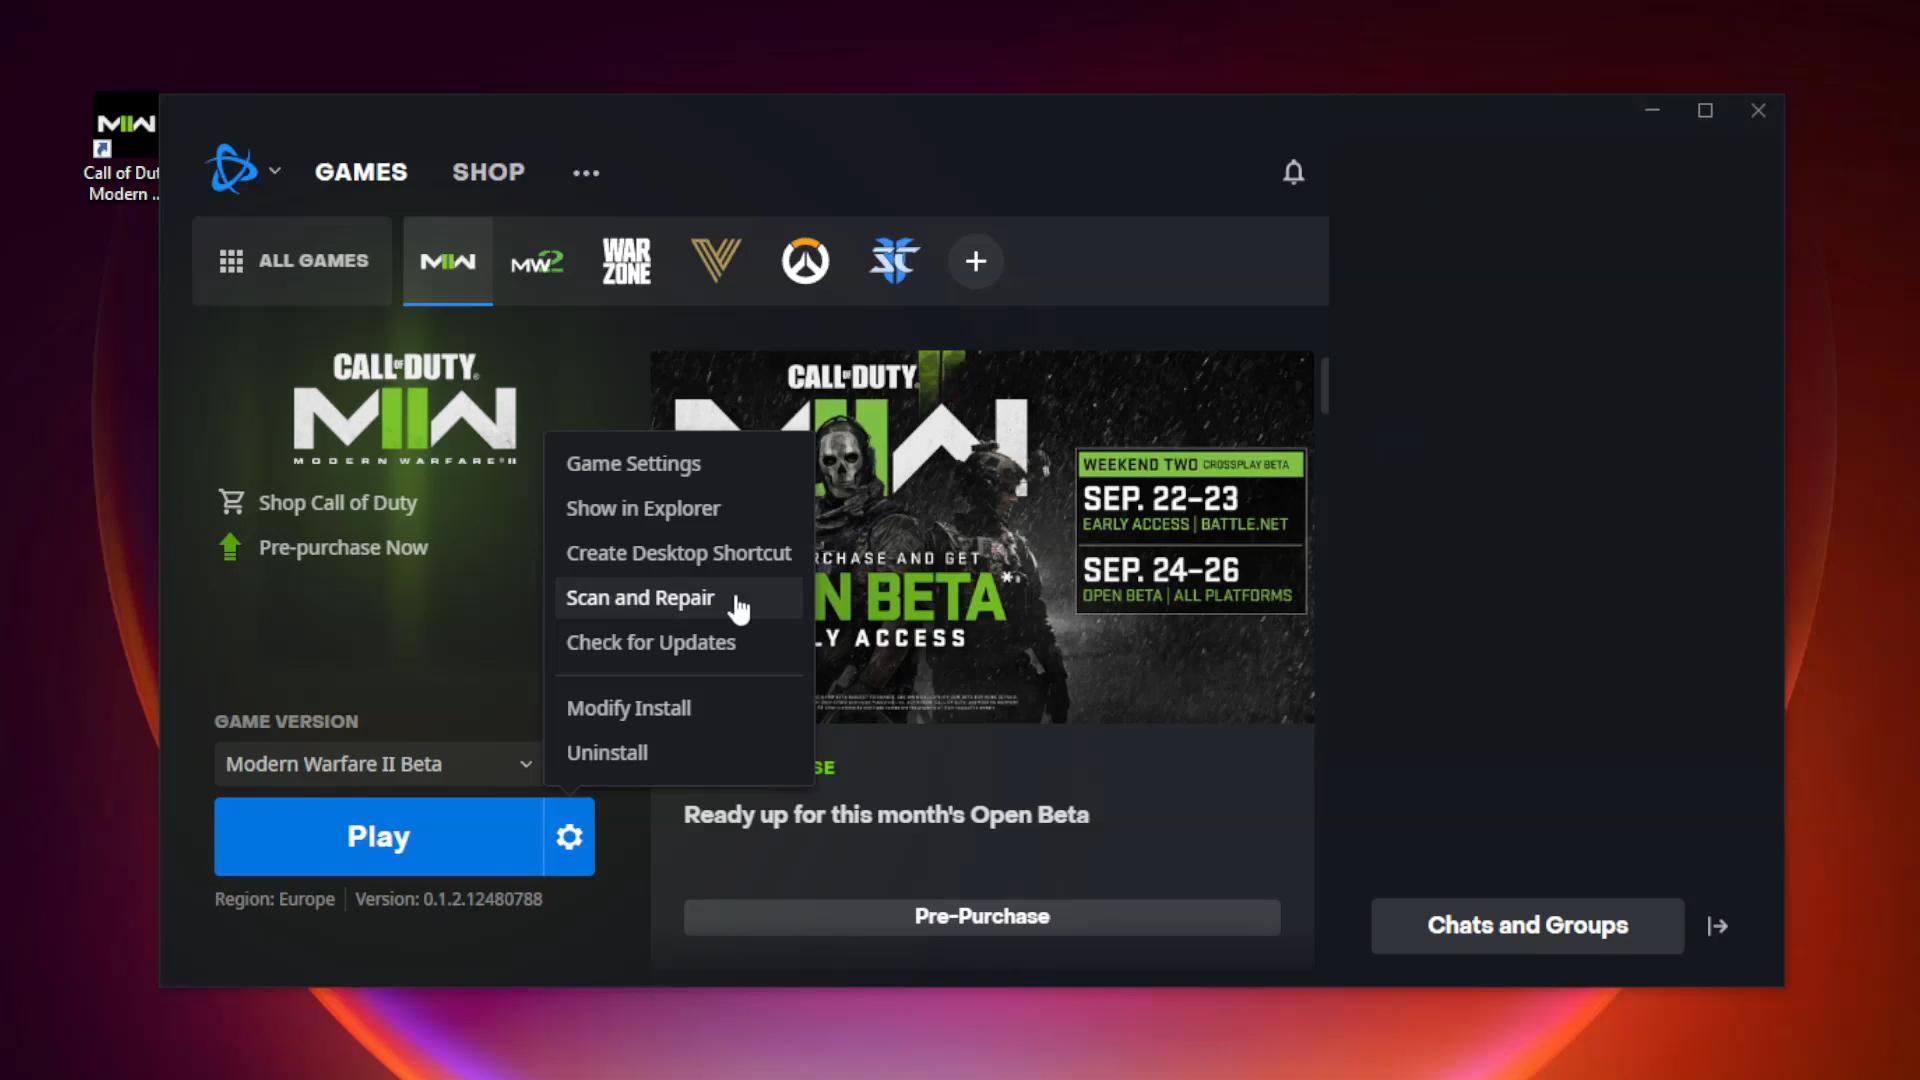 MIIW
Call of Dut
Modern ...
GAMES
SHOP
ALL GAMES
MIIW
MW2
WAR
ZONE
CALL OF DUTY
MIIW
MODERN WARFARE II
Shop Call of Duty
Pre-purchase Now
GAME VERSION
Modern Warfare II Beta
Play
Region: Europe
Version: 0.1.2.12480788
Game Settings
Show in Explorer
Create Desktop Shortcut
Scan and Repair
Check for Updates
Modify Install
Uninstall
CALL OF DUTY
RCHASE AND GET
N BETA*
LY ACCESS
WEEKEND TWO CROSSPLAY BETA
SEP. 22-23
EARLY ACCESS | BATTLE.NET
SEP. 24-26
OPEN BETA | ALL PLATFORMS
SE
Ready up for this month's Open Beta
Pre-Purchase
Chats and Groups